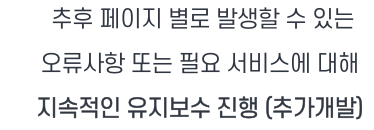 추후 페이지 별로 발생할 수 있는
오류사항 또는 필요 서비스에 대해
지속적인 유지보수 진행 (추가개발)